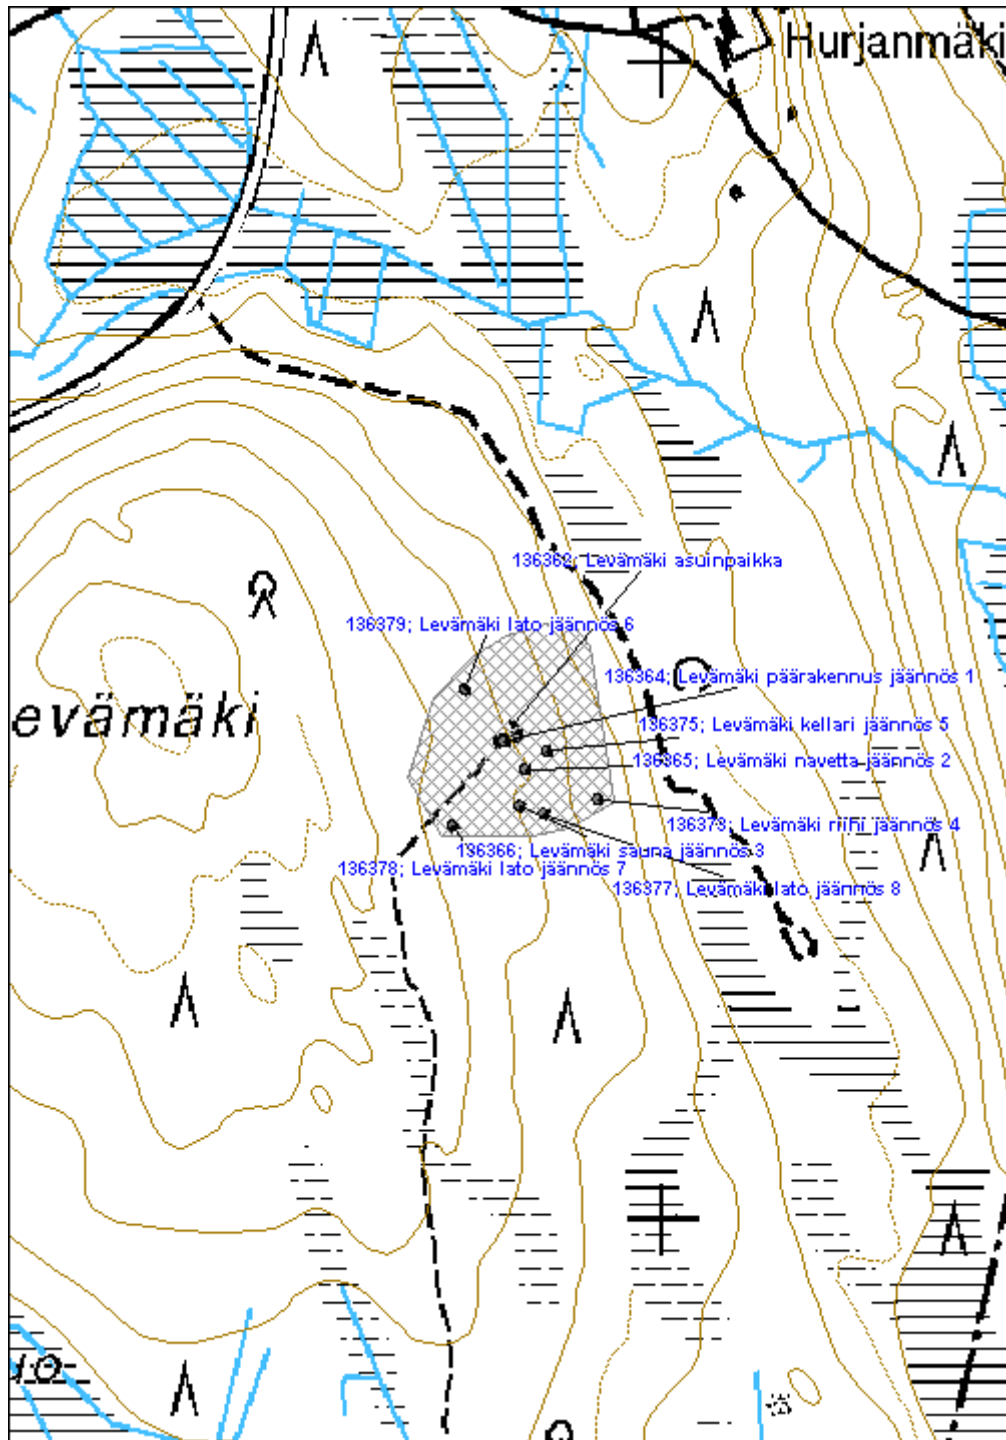 Hurjanmäki
136362; Levämäki asuinpaikka
136379; Levämäki lato jäännös 6
136364; Levämäki päärakennus jäännös 1
evämäki
136375; Levämäki kellari jäännös 5
136365; Levämäki navetta jäännös 2
136373; Levämäki riihi jäännös 4
136366; Levämäki sauna jäännös 3
136378; Levämäki lato jäännös 7
136377; Levämäki lato jäännös 8